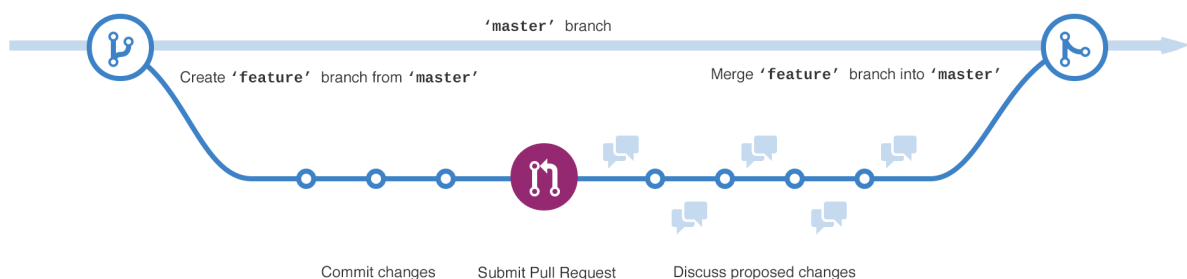 ‘master’ branch
Create ‘feature’ branch from ‘master’
Merge ‘feature’ branch into ‘master’
Commit changes
Submit Pull Request
Discuss proposed changes